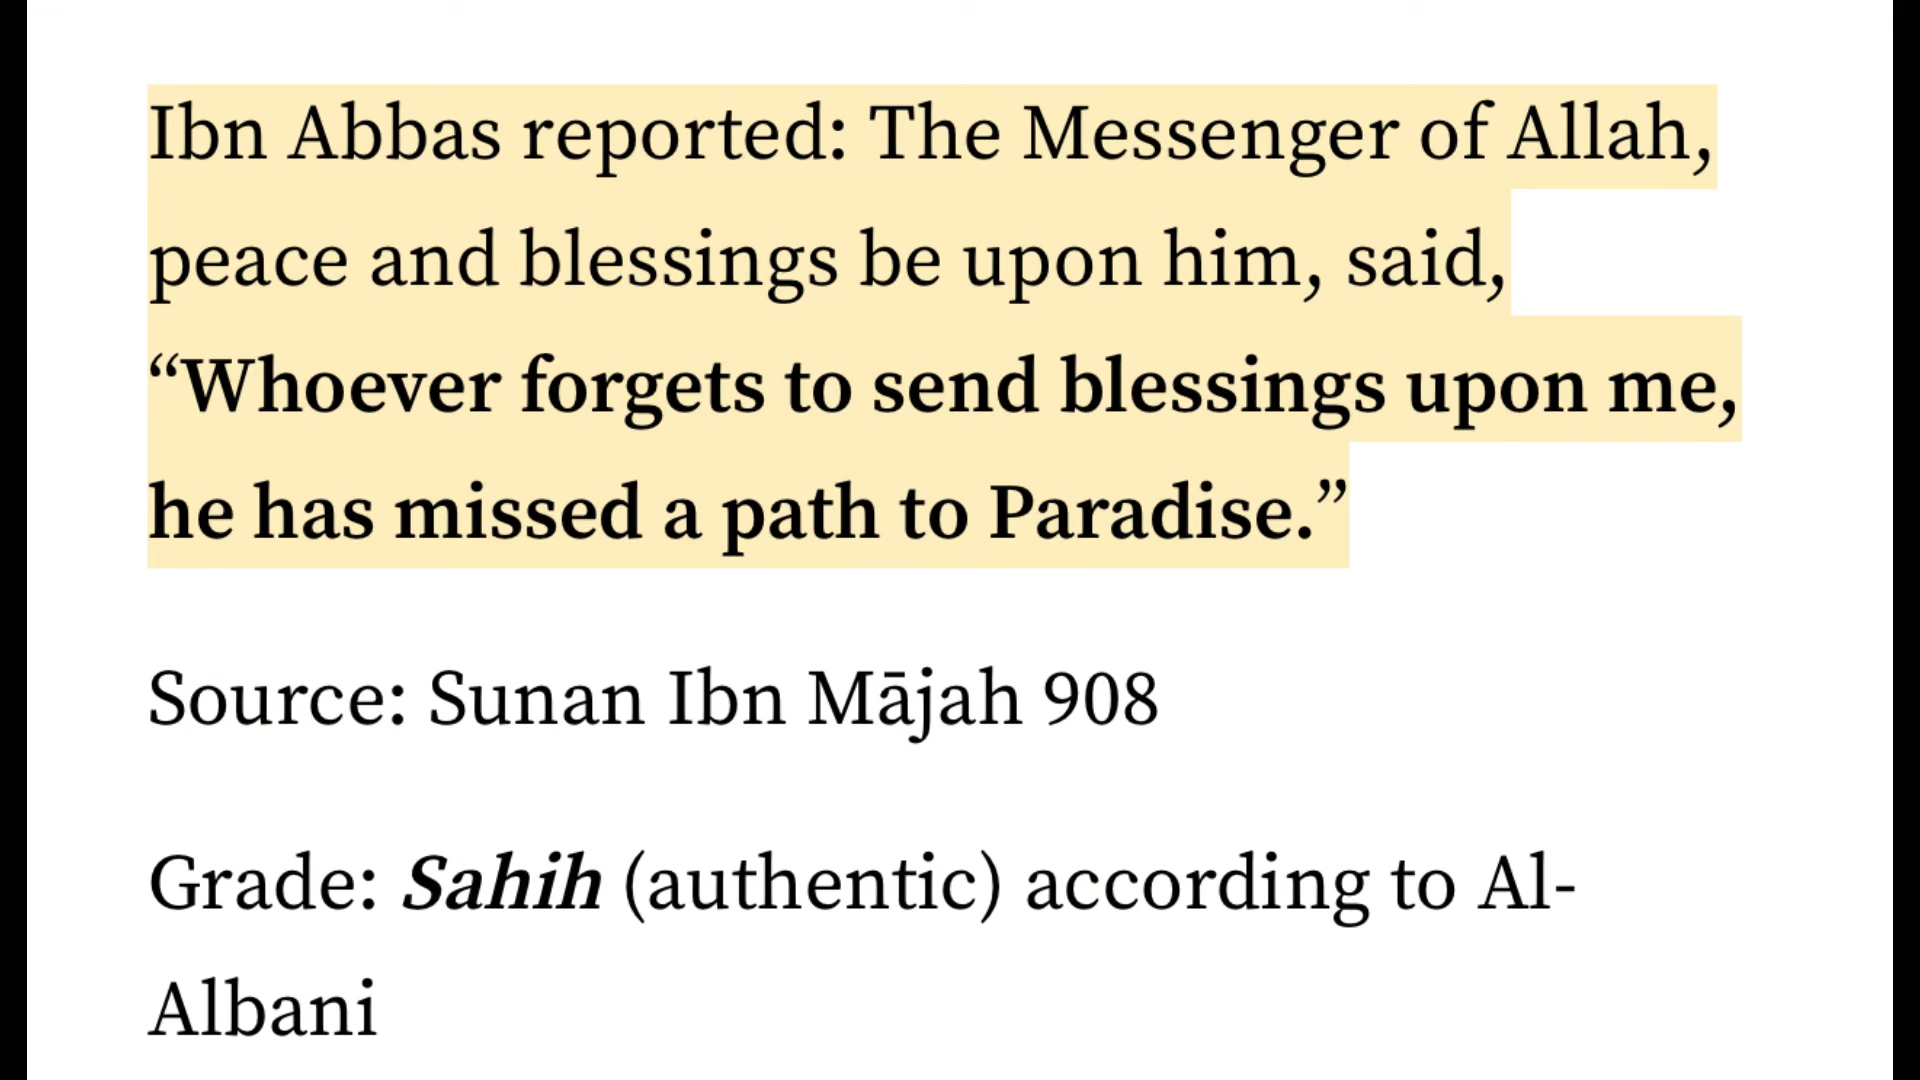 Ibn Abbas reported: The Messenger of Allah,
peace and blessings be upon him, said,
“Whoever forgets to send blessings upon me,
he has missed a path to Paradise.”
Source: Sunan Ibn Mājah 908
Grade: Sahih (authentic) according to Al-
Albani